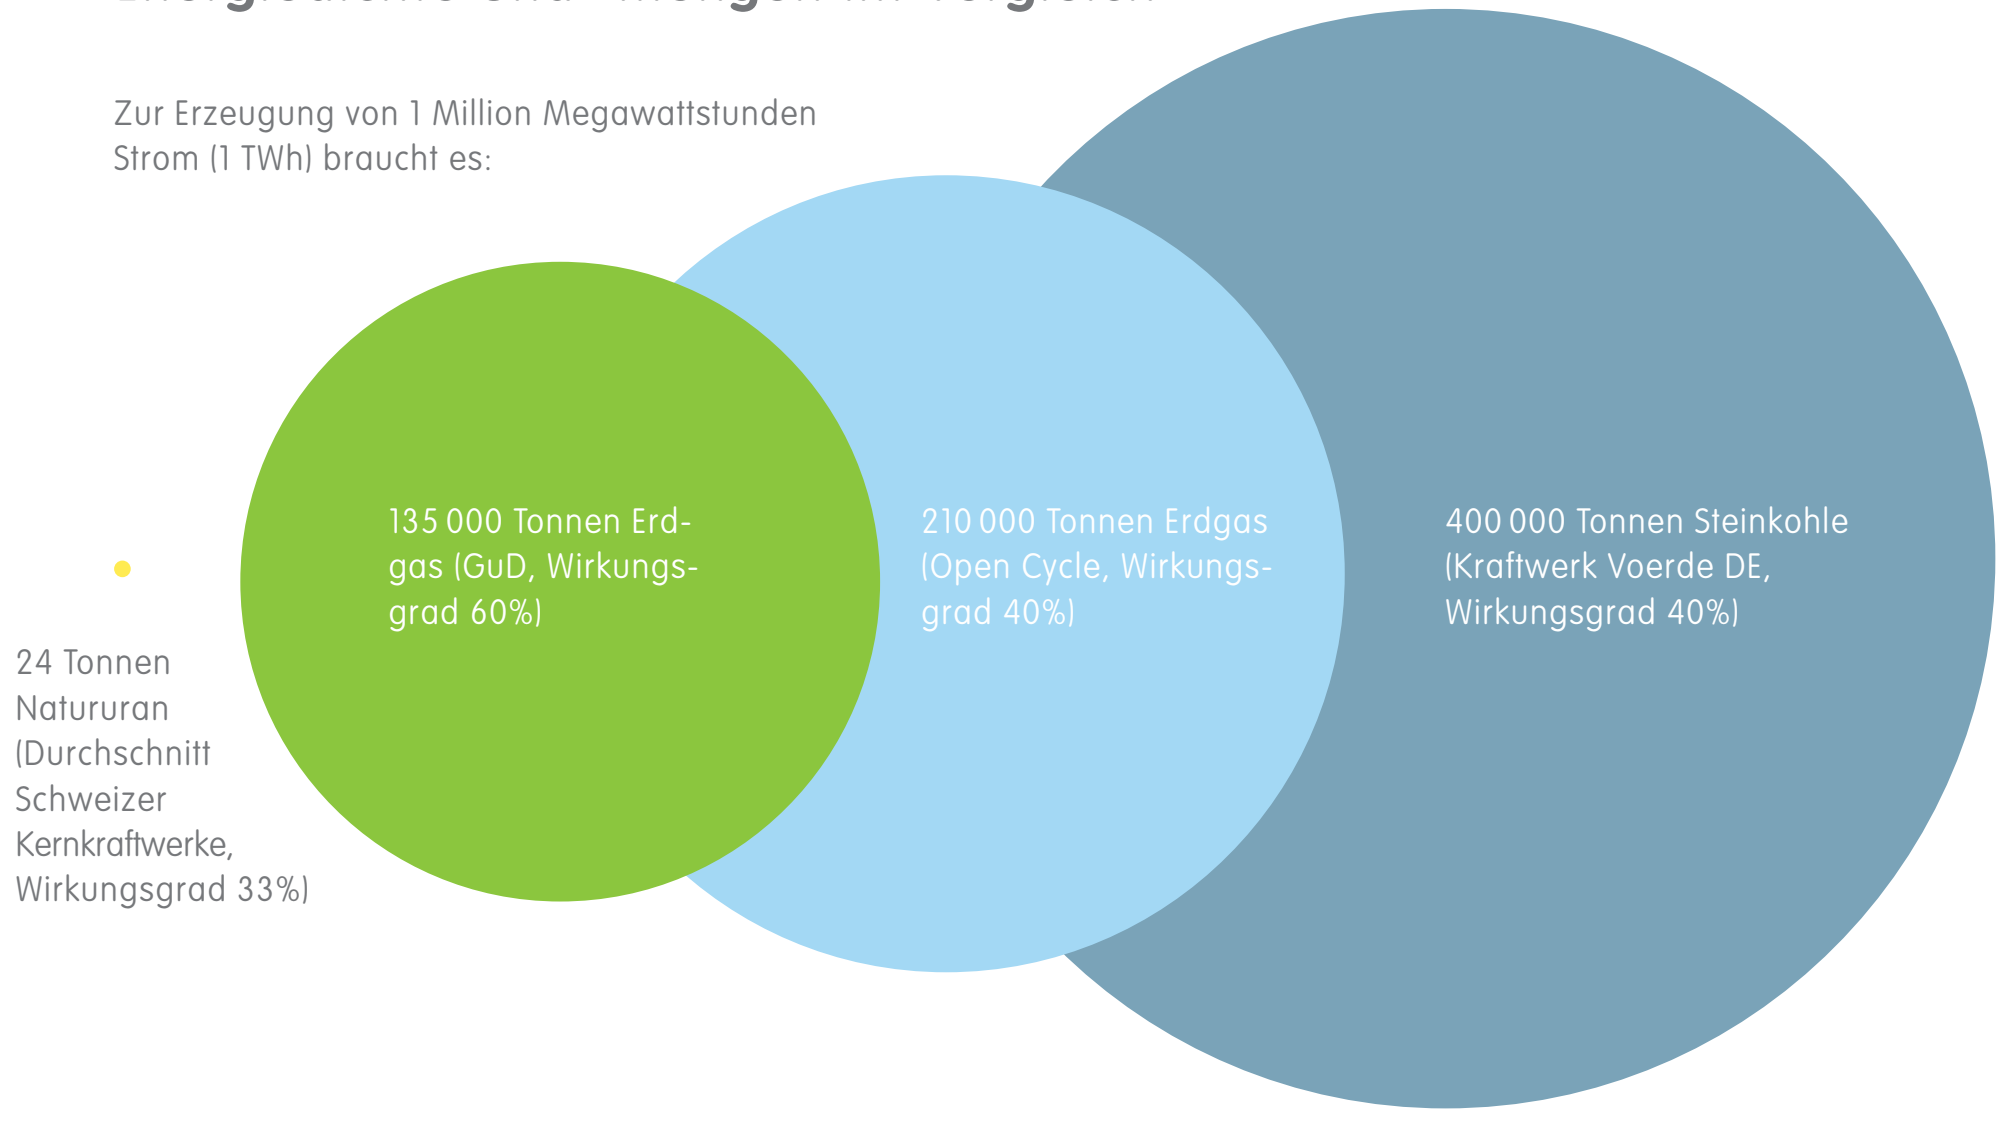 Zur Erzeugung von 1 Million Megawattstunden
Strom (1 TWh) braucht es:
135 000 Tonnen Erd-
gas (GuD, Wirkungs-
grad 60%)
210 000 Tonnen Erdgas
(Open Cycle, Wirkungs-
grad 40%)
400 000 Tonnen Steinkohle
(Kraftwerk Voerde DE,
Wirkungsgrad 40%)
24 Tonnen
Natururan
(Durchschnitt
Schweizer
Kernkraftwerke,
Wirkungsgrad 33%)